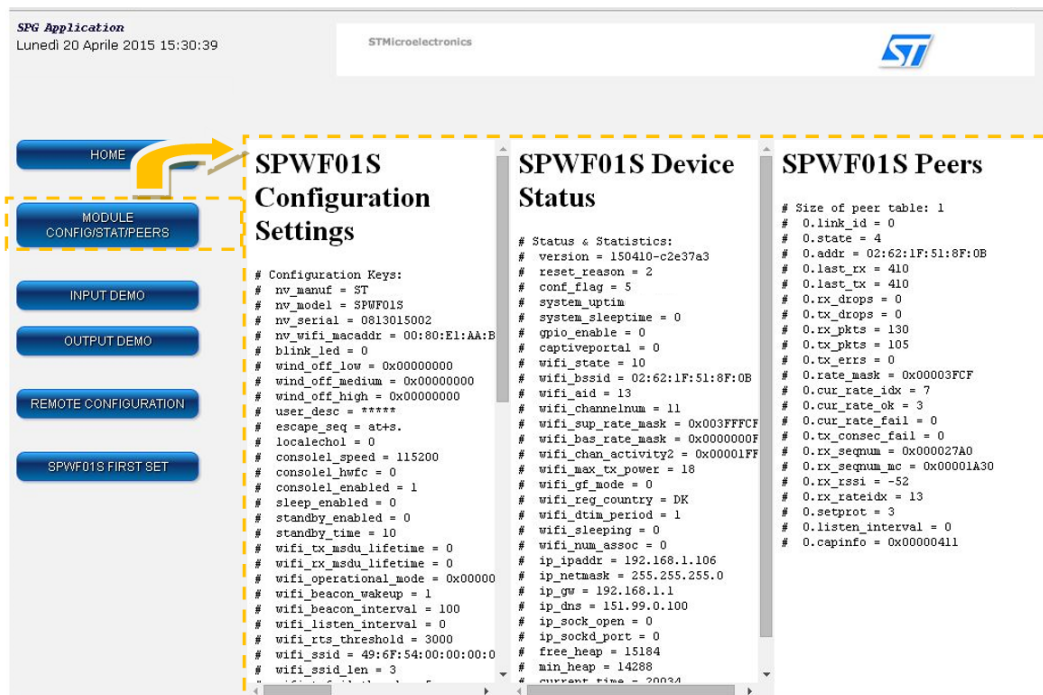 SPG Application
Lunedì 20 Aprile 2015 15:30:39
STMicroelectronics
ST
HOME
MODULE
CONFIG/STAT/PEERS
INPUT DEMO
OUTPUT DEMO
REMOTE CONFIGURATION
SPWF01S FIRST SET
SPWF01S
Configuration
Settings
# Configuration Keys:
# nv_manuf = ST
# nv_model = SPWF01S
# nv_serial = 0813015002
# nv_wifi_macaddr = 00:80:E1:AA:B
# blink_led = 0
# wind_off_low = 0x00000000
# wind_off_medium = 0x00000000
# wind_off_high = 0x00000000
# user_desc = *****
# escape_seq = at+s.
# localecho1 = 0
# console1_speed = 115200
# console1_hwfc = 0
# console1_enabled = 1
# sleep_enabled = 0
# standby_enabled = 0
# standby_time = 10
# wifi_tx_msdu_lifetime = 0
# wifi_rx_msdu_lifetime = 0
# wifi_operational_mode = 0x00000
# wifi_beacon_wakeup = 1
# wifi_beacon_interval = 100
# wifi_listen_interval = 0
# wifi_rts_threshold = 3000
# wifi_ssid = 49:6F:54:00:00:00:0
# wifi_ssid_len = 3
SPWF01S Device
Status
# Status & Statistics:
# version = 150410-c2e37a3
# reset_reason = 2
# conf_flag = 5
# system_uptim
# system_sleeptime = 0
# gpio_enable = 0
# captiveportal = 0
# wifi_state = 10
# wifi_bssid = 02:62:1F:51:8F:0B
# wifi_aid = 13
# wifi_channelnum = 11
# wifi_sup_rate_mask = 0x003FFFCF
# wifi_bas_rate_mask = 0x0000000F
# wifi_chan_activity2 = 0x00001FF
# wifi_max_tx_power = 18
# wifi_gf_mode = 0
# wifi_reg_country = DK
# wifi_dtim_period = 1
# wifi_sleeping = 0
# wifi_num_assoc = 0
# ip_ipaddr = 192.168.1.106
# ip_netmask = 255.255.255.0
# ip_gw = 192.168.1.1
# ip_dns = 151.99.0.100
# ip_sock_open = 0
# ip_sockd_port = 0
# free_heap = 15184
# min_heap = 14288
# current_time = 20034
SPWF01S Peers
# Size of peer table: 1
# 0.link_id = 0
# 0.state = 4
# 0.addr = 02:62:1F:51:8F:0B
# 0.last_rx = 410
# 0.last_tx = 410
# 0.rx_drops = 0
# 0.tx_drops = 0
# 0.rx_pkts = 130
# 0.tx_pkts = 105
# 0.tx_errs = 0
# 0.rate_mask = 0x00003FCF
# 0.cur_rate_idx = 7
# 0.cur_rate_ok = 3
# 0.cur_rate_fail = 0
# 0.tx_consec_fail = 0
# 0.rx_seqnum = 0x000027A0
# 0.rx_seqnum_mc = 0x00001A30
# 0.rx_rssi = -52
# 0.rx_rateidx = 13
# 0.setprot = 3
# 0.listen_interval = 0
# 0.capinfo = 0x00000411